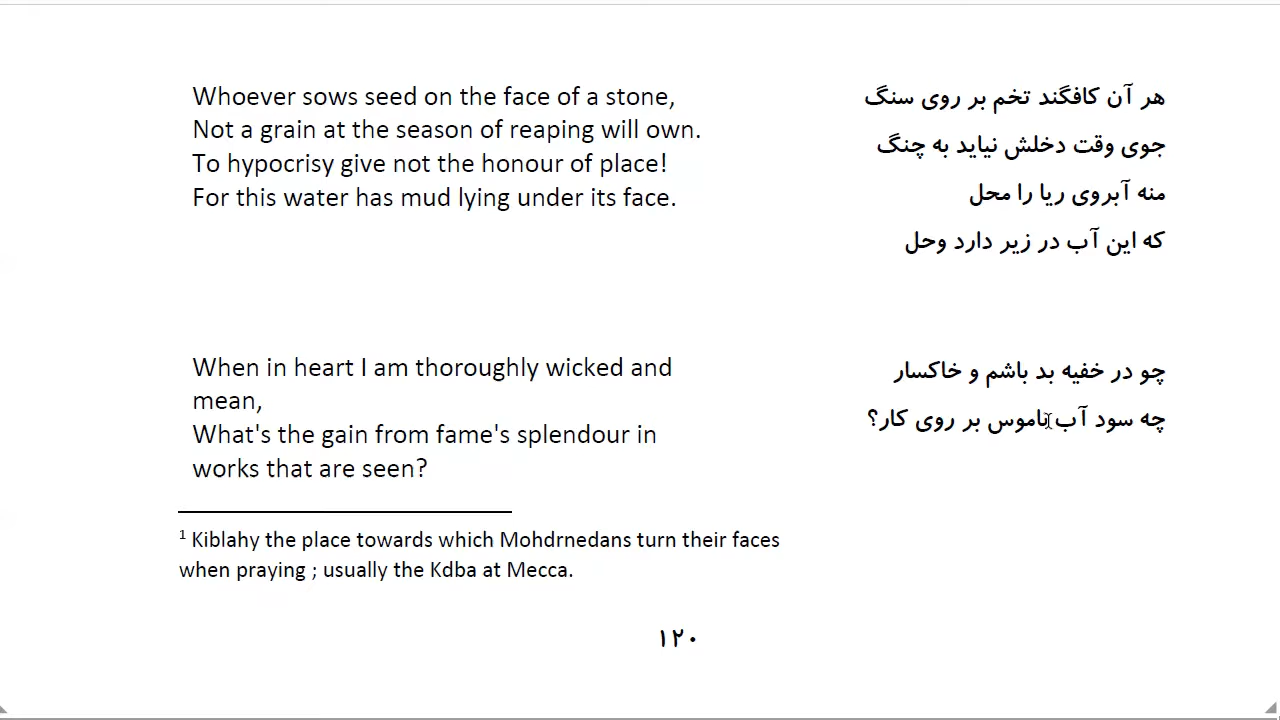 Whoever sows seed on the face of a stone,
Not a grain at the season of reaping will own.
To hypocrisy give not the honour of place!
For this water has mud lying under its face.
هر آن کافگند تخم بر روی سنگ
جوی وقت دخلش نیاید به چنگ
منه آبروی ریا را محل
که این آب در زیر دارد وحل
When in heart I am thoroughly wicked and
mean,
What's the gain from fame's splendour in
works that are seen?
چو در خفیه بد باشم و خاکسار
چه سود آب ناموس بر روی کار؟
1 Kiblahy the place towards which Mohdrnedans turn their faces
when praying ; usually the Kdba at Mecca.
۱۲۰